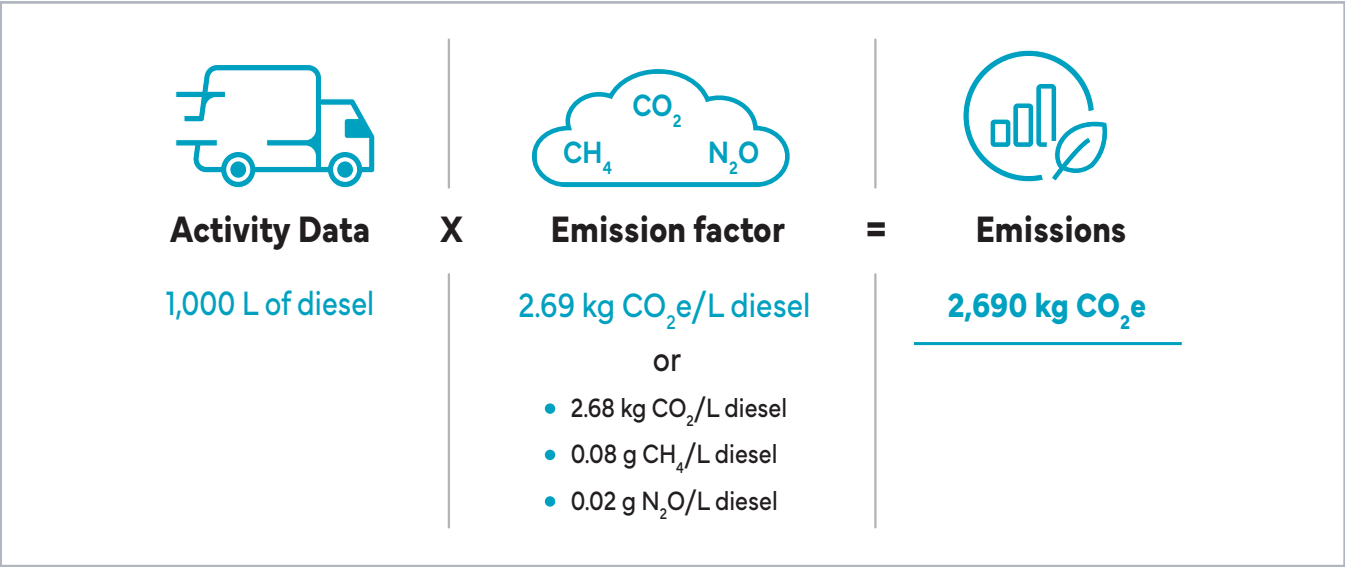 CO₂
CH₄ N₂O
Activity Data X Emission factor = Emissions
1,000 L of diesel 2.69 kg CO₂e/L diesel 2,690 kg CO₂e
or
• 2.68 kg CO₂/L diesel
• 0.08 g CH₄/L diesel
• 0.02 g N₂O/L diesel